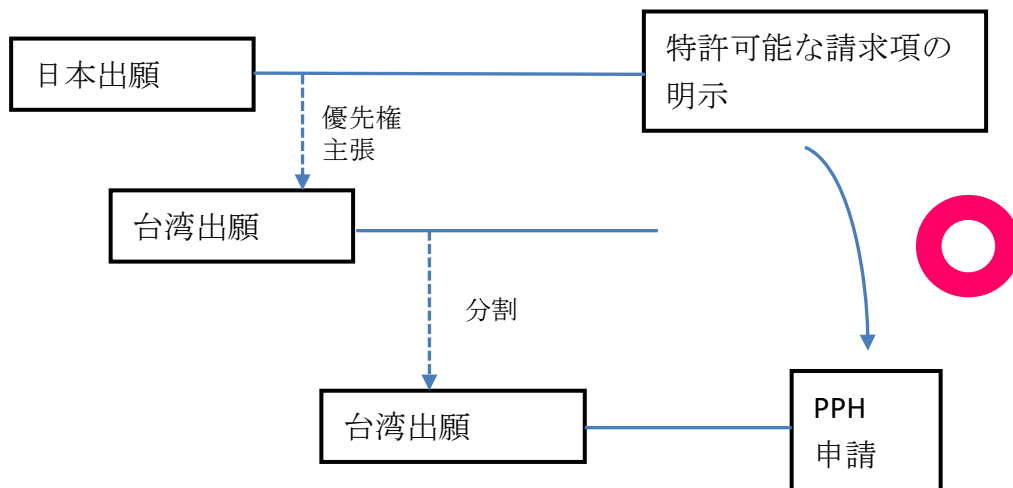 日本出願
特許可能な請求項の
明示
優先権
主張
台湾出願
分割
台湾出願
PPH
申請